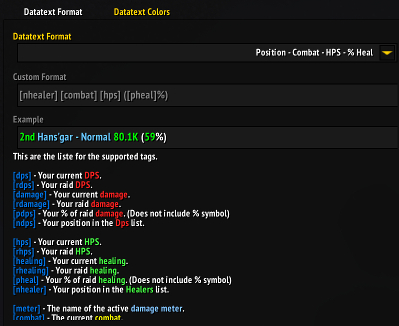 Datatext Format Datatext Colors
Datatext Format
Position - Combat - HPS - % Heal
Custom Format
[nhealer] [combat] [hps] ([pheal]%)
Example
2nd Hans'gar - Normal 80.1K (59%)
This are the liste for the supported tags.
[dps] - Your current DPS.
[rdps] - Your raid DPS.
[damage] - Your current damage.
[rdamage] - Your raid damage.
[pdps] - Your % of raid damage. (Does not include % symbol)
[ndps] - Your position in the Dps list.
[hps] - Your current HPS.
[rhps] - Your raid HPS.
[healing] - Your current healing.
[rhealing] - Your raid healing.
[pheal] - Your % of raid healing. (Does not include % symbol)
[nhealer] - Your position in the Healers list.
[meter] - The name of the active damage meter.
[combat] - The current combat.